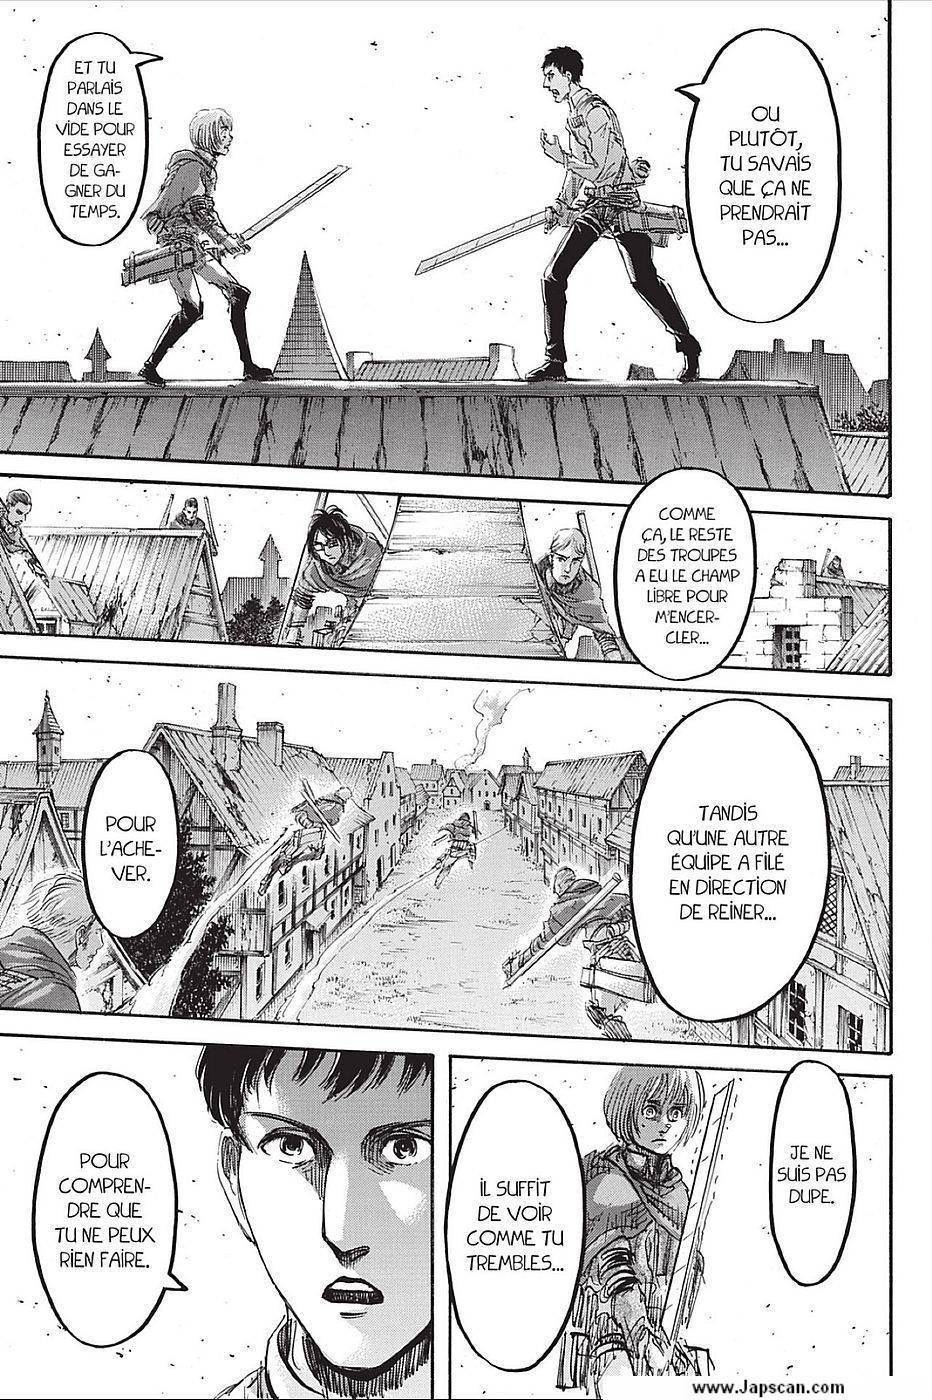 OU
PLUTÔT,
TU SAVAIS
QUE ÇA NE
PRENDRAIT
PAS...
ET TU
PARLAIS
DANS LE
VIDE POUR
ESSAYER
DE GA-
GNER DU
TEMPS.
COMME
ÇA, LE RESTE
DES TROUPES
A EU LE CHAMP
LIBRE POUR
M'ENCER-
CLER...
TANDIS
QU'UNE AUTRE
ÉQUIPE A FILÉ
EN DIRECTION
DE REINER...
POUR
L'ACHE-
VER.
JE NE
SUIS PAS
DUPE.
IL SUFFIT
DE VOIR
COMME TU
TREMBLES...
POUR
COMPREN-
DRE QUE
TU NE PEUX
RIEN FAIRE.
www.Japscan.com